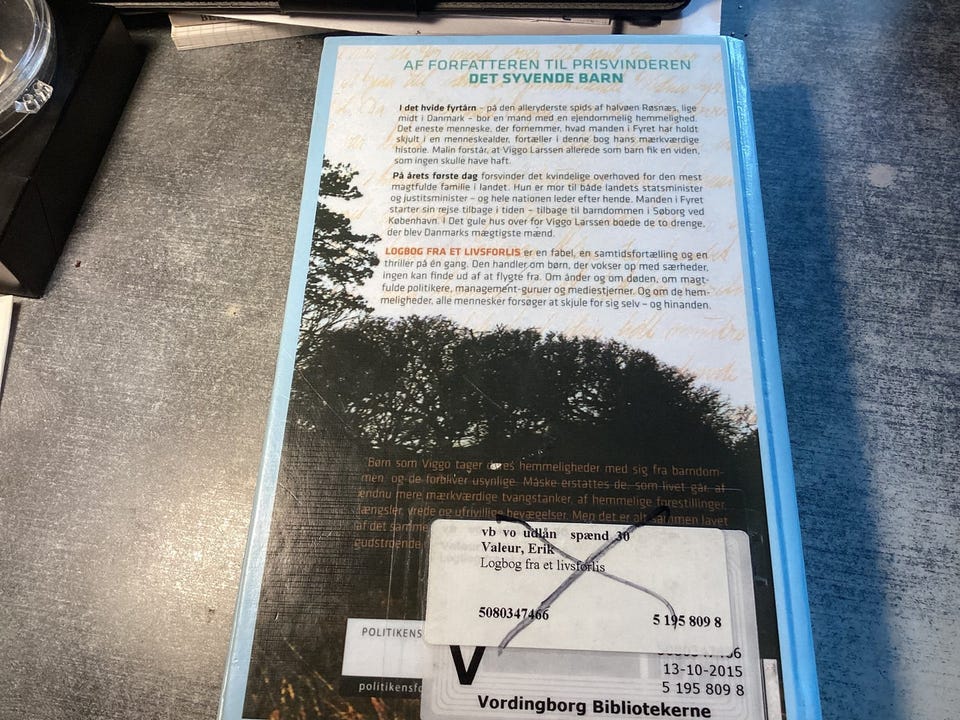 AF FORFATTEREN TIL PRISVINDEREN
DET SYVENDE BARN
I det hvide fyrtårn – på den alleryderste spids af halvøen Røsnæs, lige
midt i Danmark – bor en mand med en ejendommelig hemmelighed.
Det eneste menneske, der fornemmer, hvad manden i Fyret har holdt
skjult i en menneskealder, fortæller i denne bog hans mærkværdige
historie. Malin forstår, at Viggo Larssen allerede som barn fik en viden,
som ingen skulle have haft.
På årets første dag forsvinder det kvindelige overhoved for den mest
magtfulde familie i landet. Hun er mor til både landets statsminister
og justitsminister – og hele nationen leder efter hende. Manden i Fyret
starter sin rejse tilbage i tiden – tilbage til barndommen i Søborg ved
København. I Det gule hus over for Viggo Larssen boede de to drenge,
der blev Danmarks mægtigste mænd.
LOGBOG FRA ET LIVSFORLIS er en fabel, en samtidsfortælling og en
thriller på én gang. Den handler om børn, der vokser op med særheder,
ingen kan finde ud af at flygte fra. Om ånder og om døden, om magt-
fulde politikere, management-guruer og mediestjerner. Og om de hem-
meligheder, alle mennesker forsøger at skjule for sig selv – og hinanden.
Børn som Viggo tager deres hemmeligheder med sig fra barndom-
men, og de forbliver usynlige. Måske erstattes de, som livet går, af
endnu mere mærkværdige tvangstanker, af hemmelige forestillinger,
længsler, vrede og ufrivillige bevægelser. Men det er alt sammen lavet
af det samme
gudstroende
vb vo udlån spænd 30
Valeur, Erik
Logbog fra et livsforlis
5080347466
5 195 809 8
POLITIKENS
politikensfo
V
13-10-2015
5 195 809 8
Vordingborg Bibliotekerne